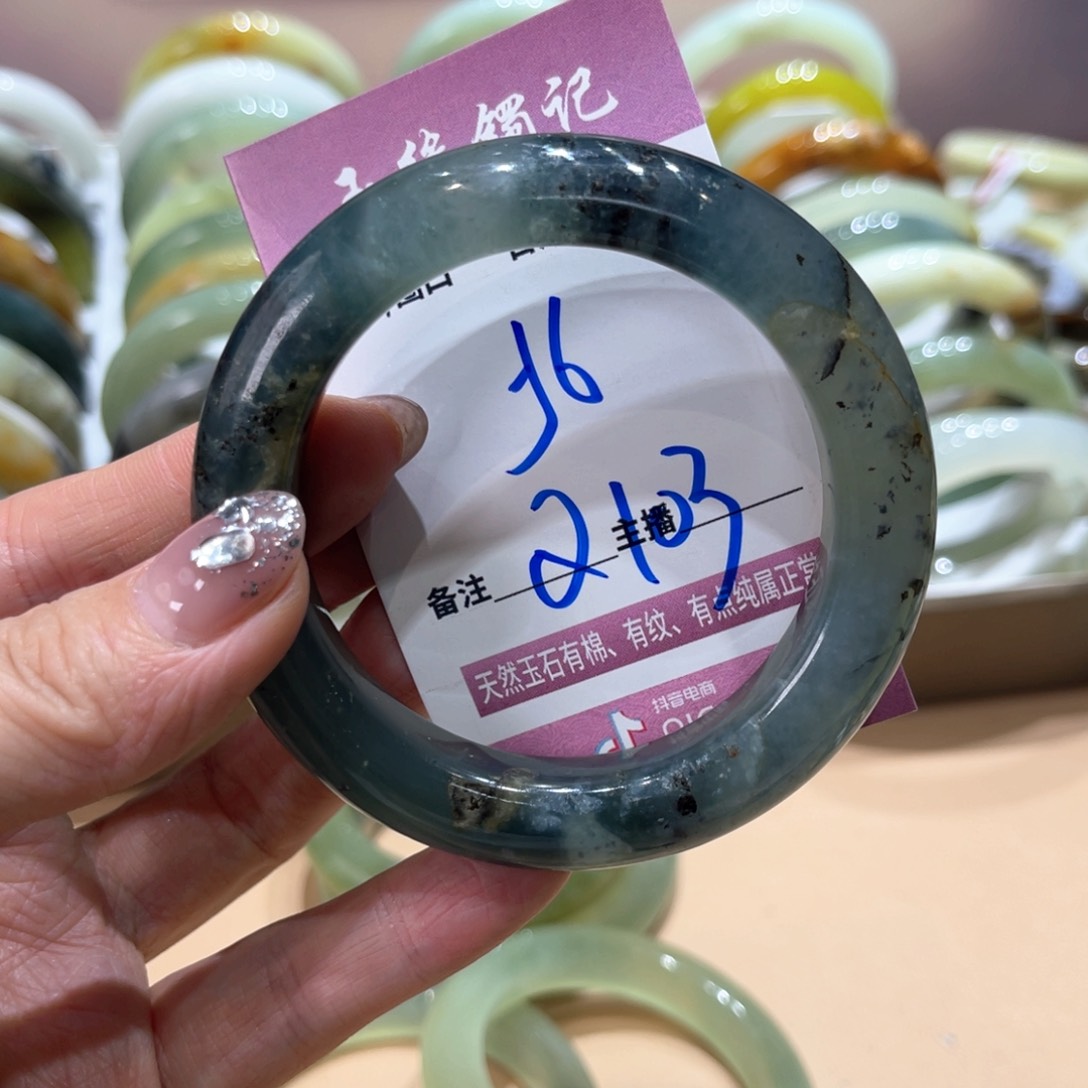 镯记
56
2103
备注 主播
天然玉石有棉、有纹、有点纯属正常
抖音电商